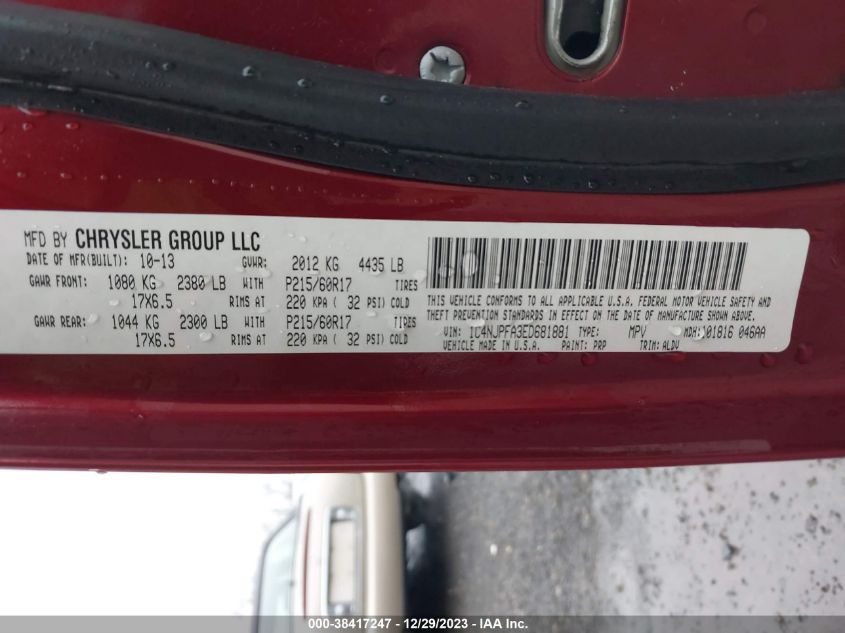 MFD BY CHRYSLER GROUP LLC
DATE OF MFR(BUILT): 10-13 GVWR: 2012 KG 4435 LB
GAWR FRONT: 1080 KG 2380 LB WITH P215/60R17 TIRES
17X6.5 RIMS AT 220 KPA ( 32 PSI) COLD
GAWR REAR: 1044 KG 2300 LB WITH P215/60R17 TIRES
17X6.5 RIMS AT 220 KPA ( 32 PSI) COLD
THIS VEHICLE CONFORMS TO ALL APPLICABLE U.S.A. FEDERAL MOTOR VEHICLE SAFETY AND
THEFT PREVENTION STANDARDS IN EFFECT ON THE DATE OF MANUFACTURE SHOWN ABOVE.
VIN: 1C4NJPFA3ED681881 TYPE: MPV MDH: 101816 046AA
VEHICLE MADE IN U.S.A. PAINT: PRP TRIM: ALDV
000-38417247 - 12/29/2023 - IAAI.com